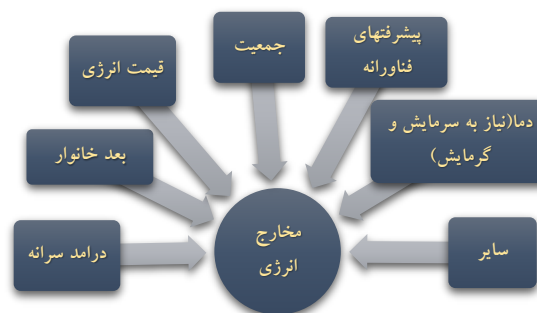 پیشرفتهای
فناورانه
جمعیت
قیمت انرژی
دما(نیاز به سرمایش و
گرمایش)
بعد خانوار
مخارج
انرژی
سایر
درامد سرانه